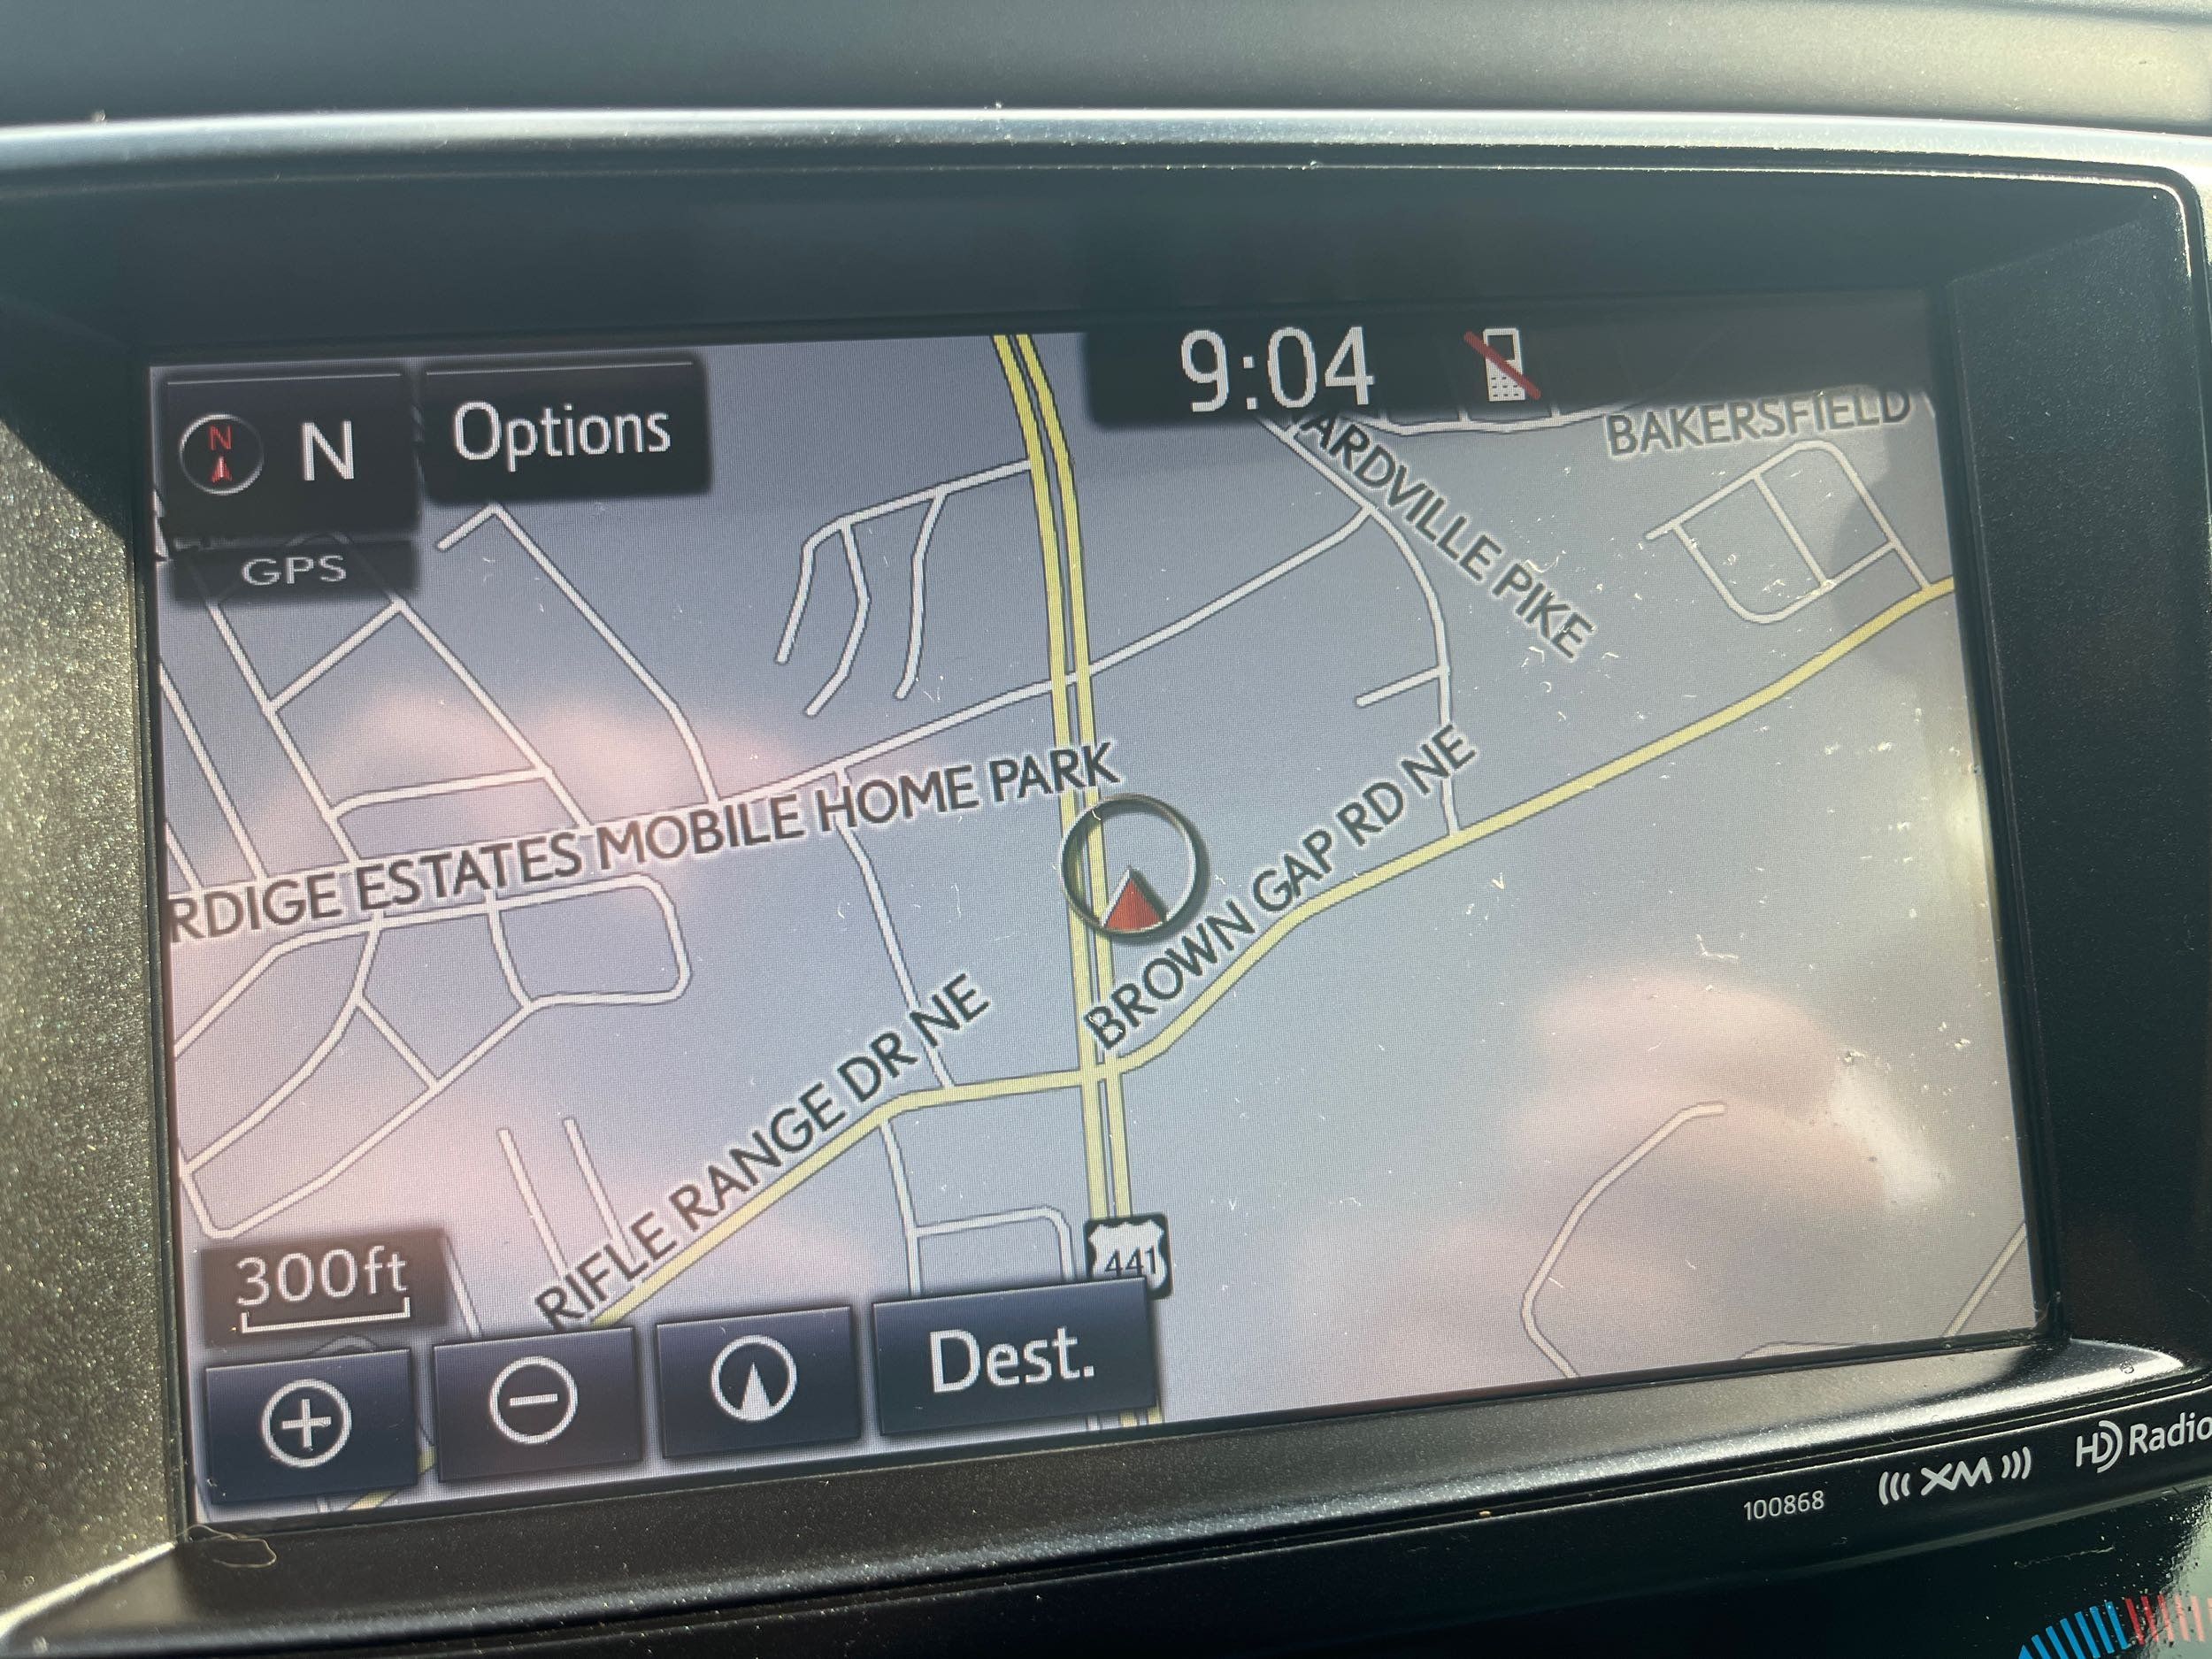 9:04
N
N
Options
GPS
ARDVILLE PIKE
BAKERSFIELD
RDIGE ESTATES MOBILE HOME PARK
BROWN GAP RD NE
RIFLE RANGE DR NE
441
300ft
Dest.
100868
XM
HD Radio